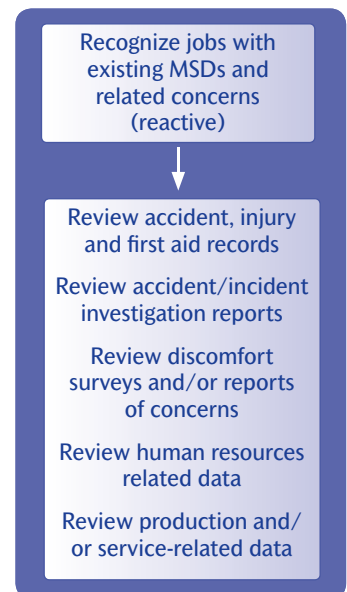 Recognize jobs with
existing MSDs and
related concerns
(reactive)
Review accident, injury
and first aid records
Review accident/incident
investigation reports
Review discomfort
surveys and/or reports
of concerns
Review human resources
related data
Review production and/
or service-related data